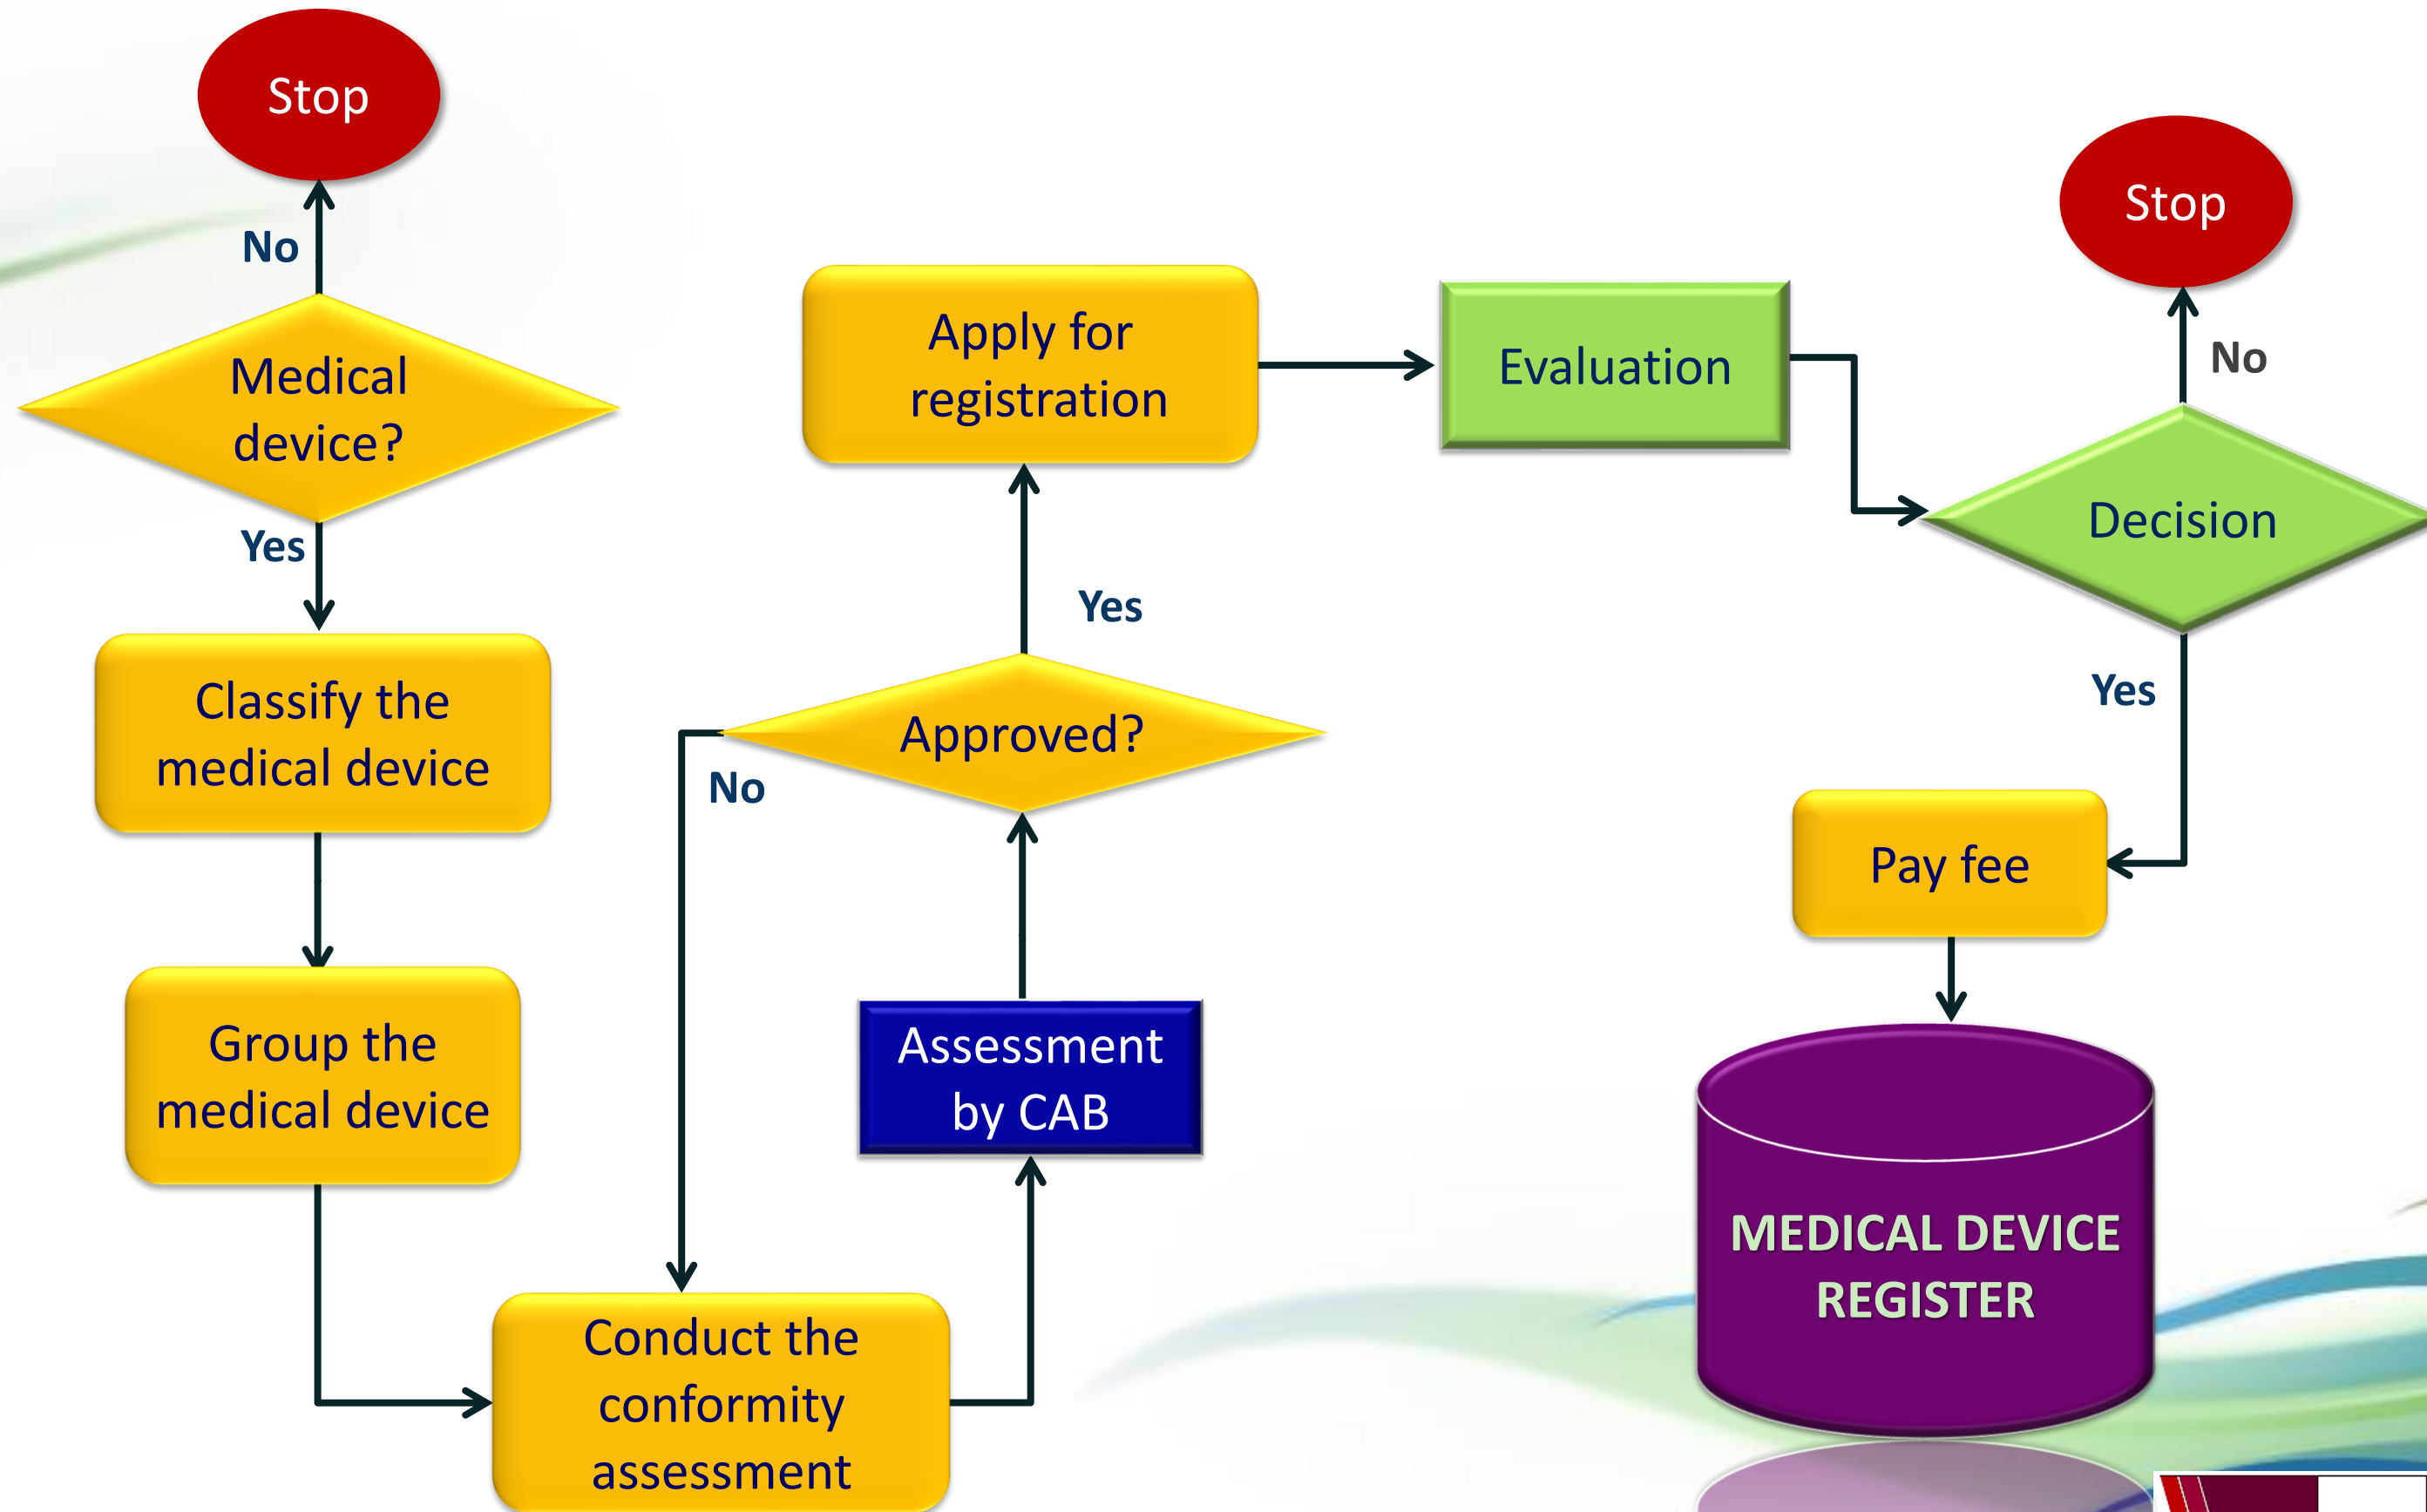 Stop
No
Medical
device?
Yes
Classify the
medical device
Group the
medical device
Conduct the
conformity
assessment
Assessment
by CAB
Approved?
No
Yes
Apply for
registration
Evaluation
Decision
No
Stop
Yes
Pay fee
MEDICAL DEVICE
REGISTER